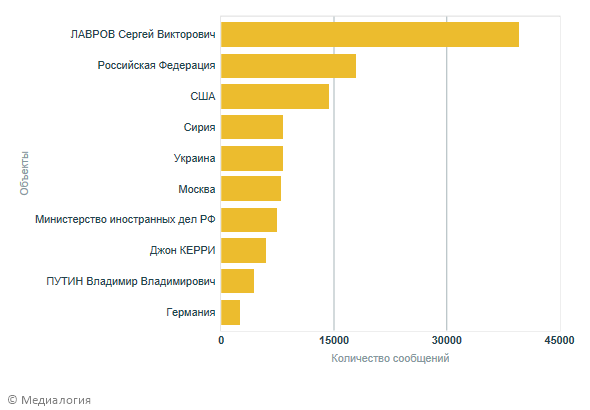 ЛАВРОВ Сергей Викторович
Российская Федерация
США
Сирия
Украина
Москва
Министерство иностранных дел РФ
Джон КЕРРИ
ПУТИН Владимир Владимирович
Германия
Объекты
0 15000 30000 45000
Количество сообщений
© Медиалогия